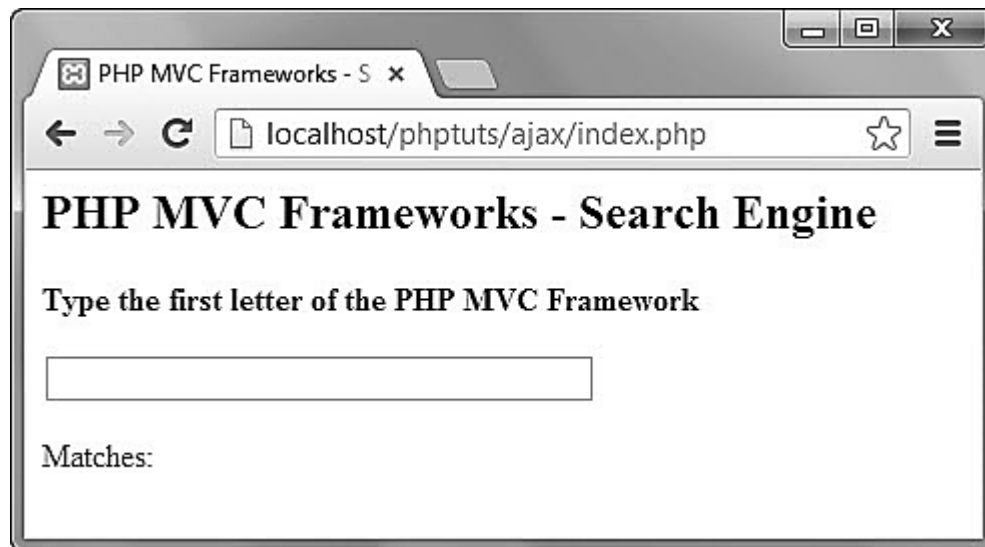 PHP MVC Frameworks - S
localhost/phptuts/ajax/index.php
PHP MVC Frameworks - Search Engine
Type the first letter of the PHP MVC Framework
Matches: